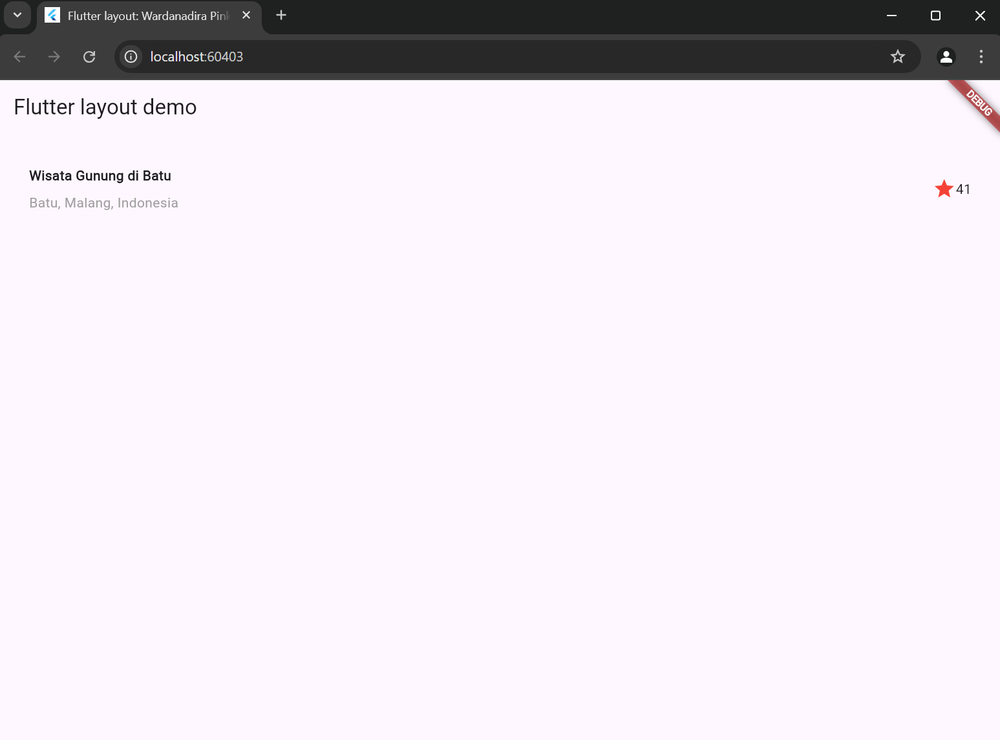 Flutter layout: Wardanadira Pin
localhost:60403
Flutter layout demo
DEBUG
Wisata Gunung di Batu
Batu, Malang, Indonesia
41